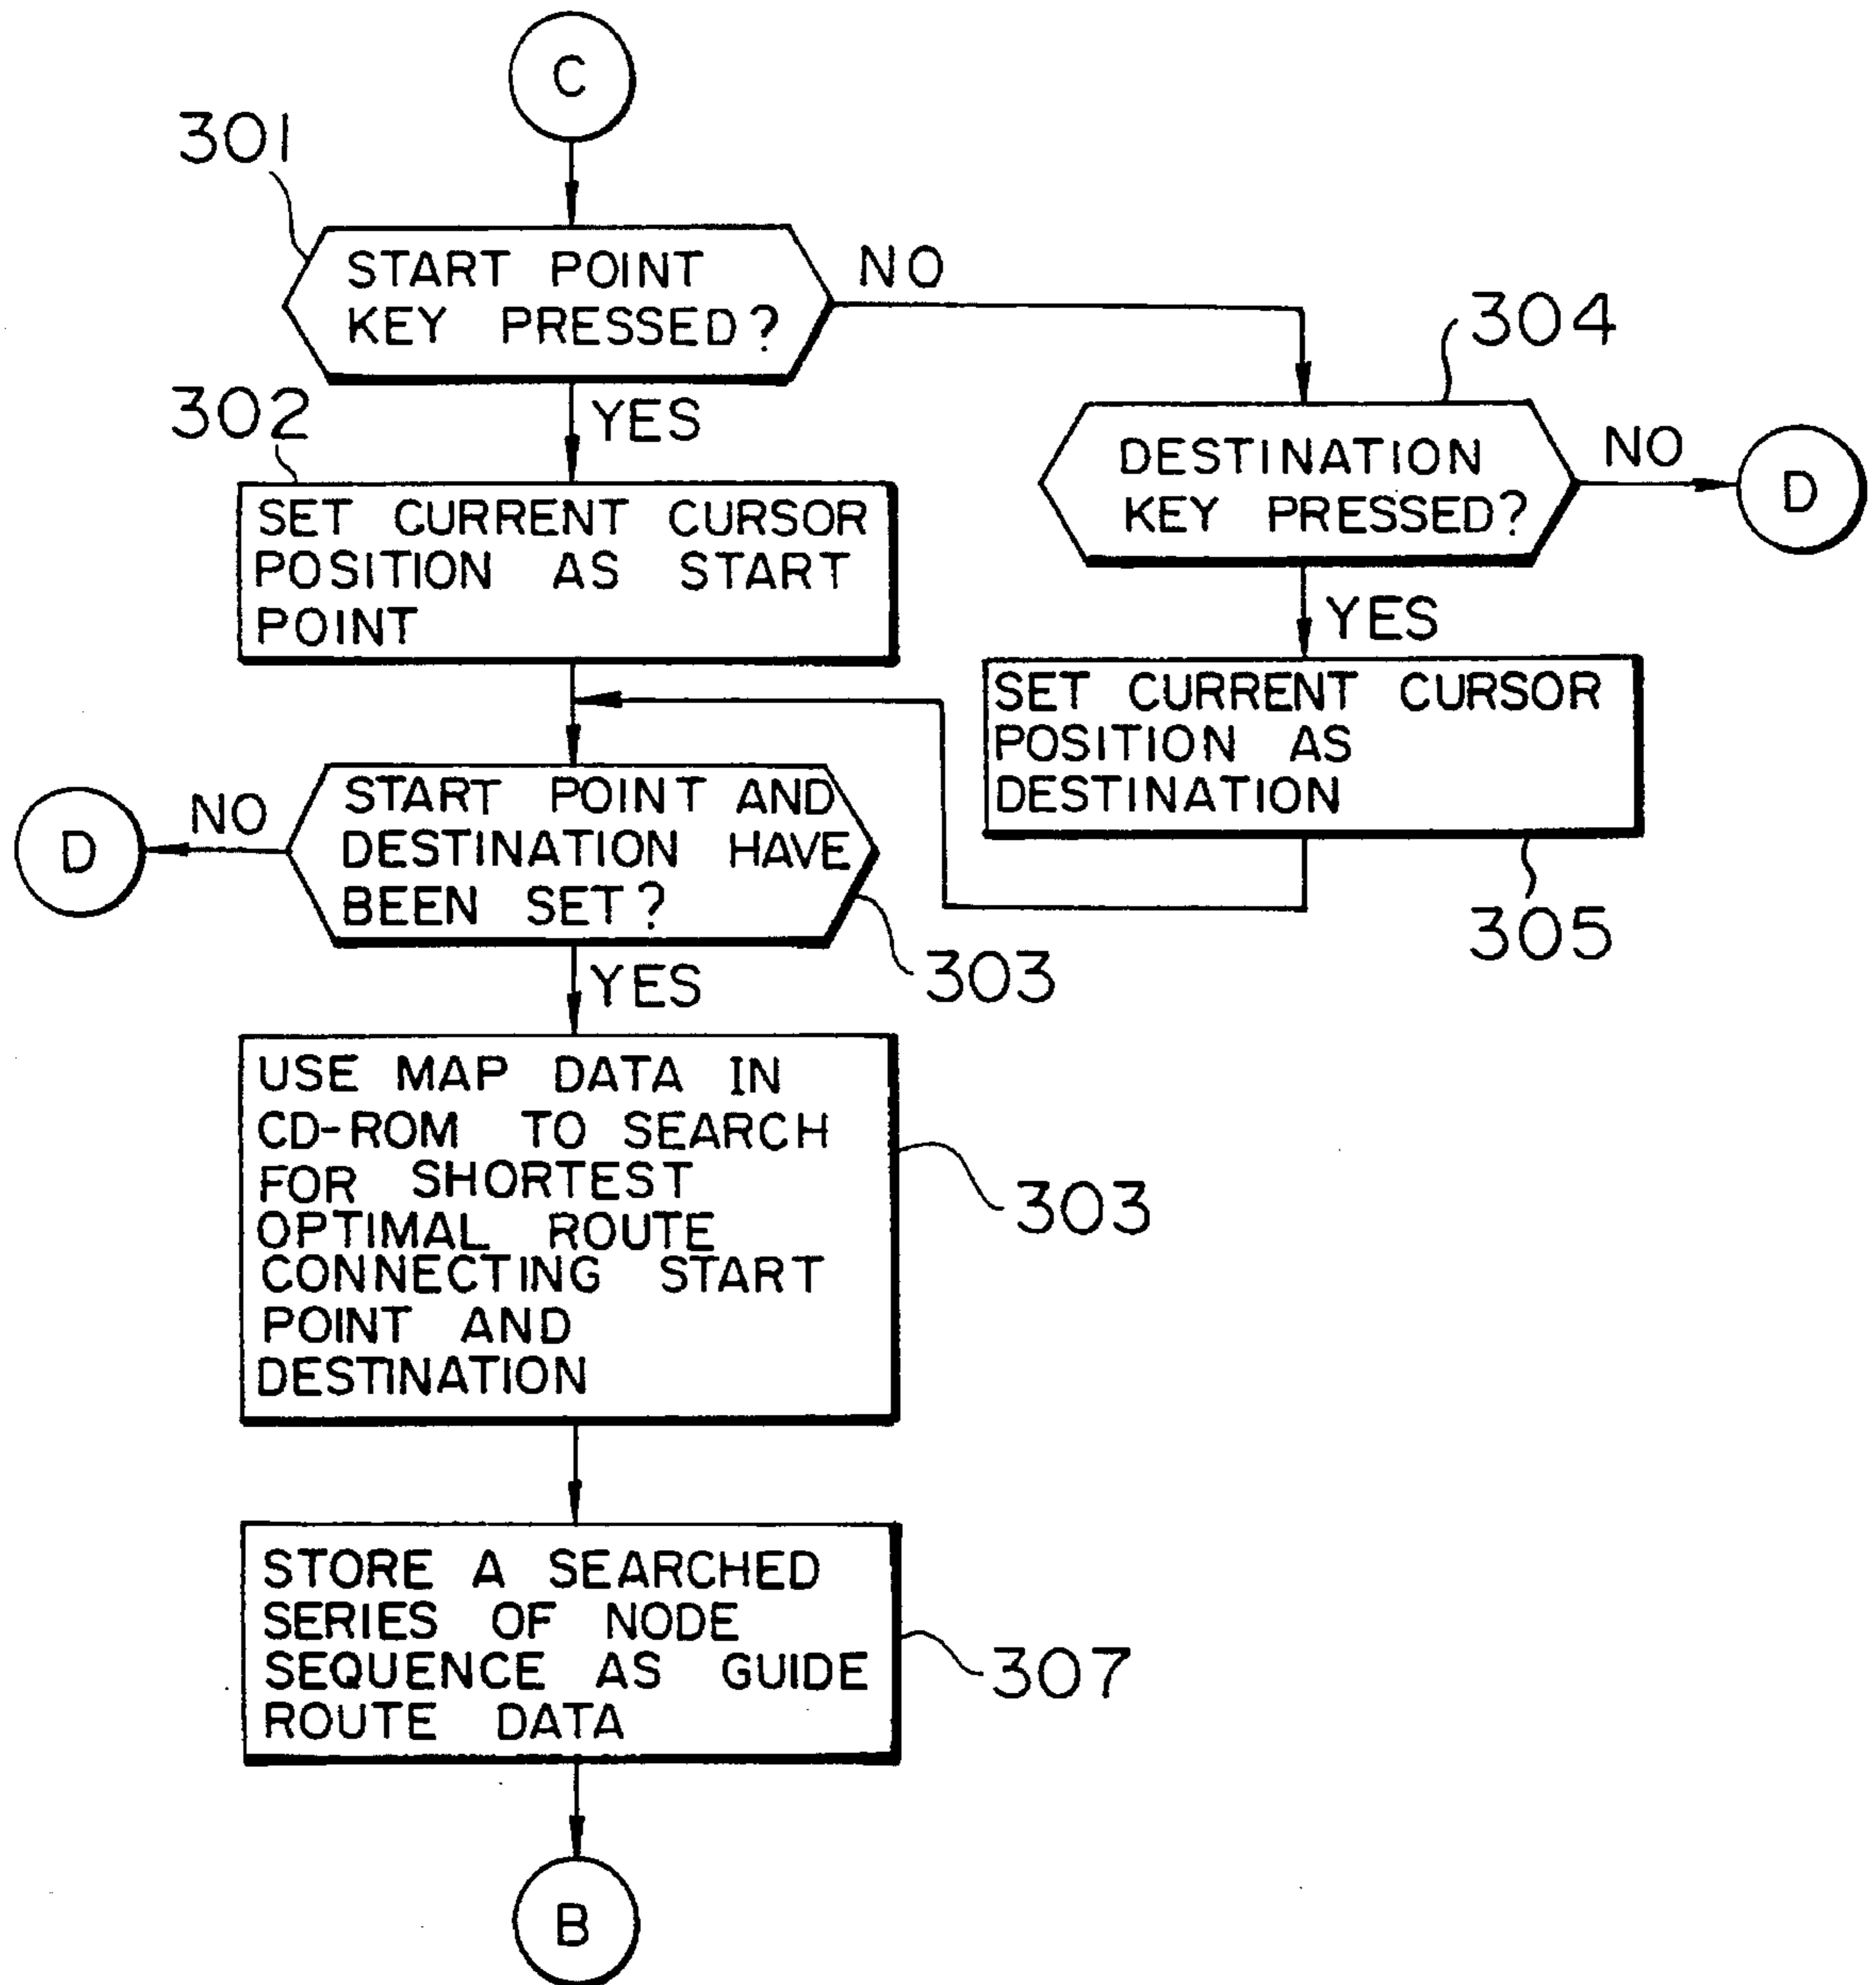 C
301
START POINT
KEY PRESSED?
NO
304
302
YES
DESTINATION
KEY PRESSED?
NO
D
SET CURRENT CURSOR
POSITION AS START
POINT
YES
SET CURRENT CURSOR
POSITION AS
DESTINATION
305
D
NO
START POINT AND
DESTINATION HAVE
BEEN SET?
303
YES
USE MAP DATA IN
CD-ROM TO SEARCH
FOR SHORTEST
OPTIMAL ROUTE
CONNECTING START
POINT AND
DESTINATION
303
STORE A SEARCHED
SERIES OF NODE
SEQUENCE AS GUIDE
ROUTE DATA
307
B